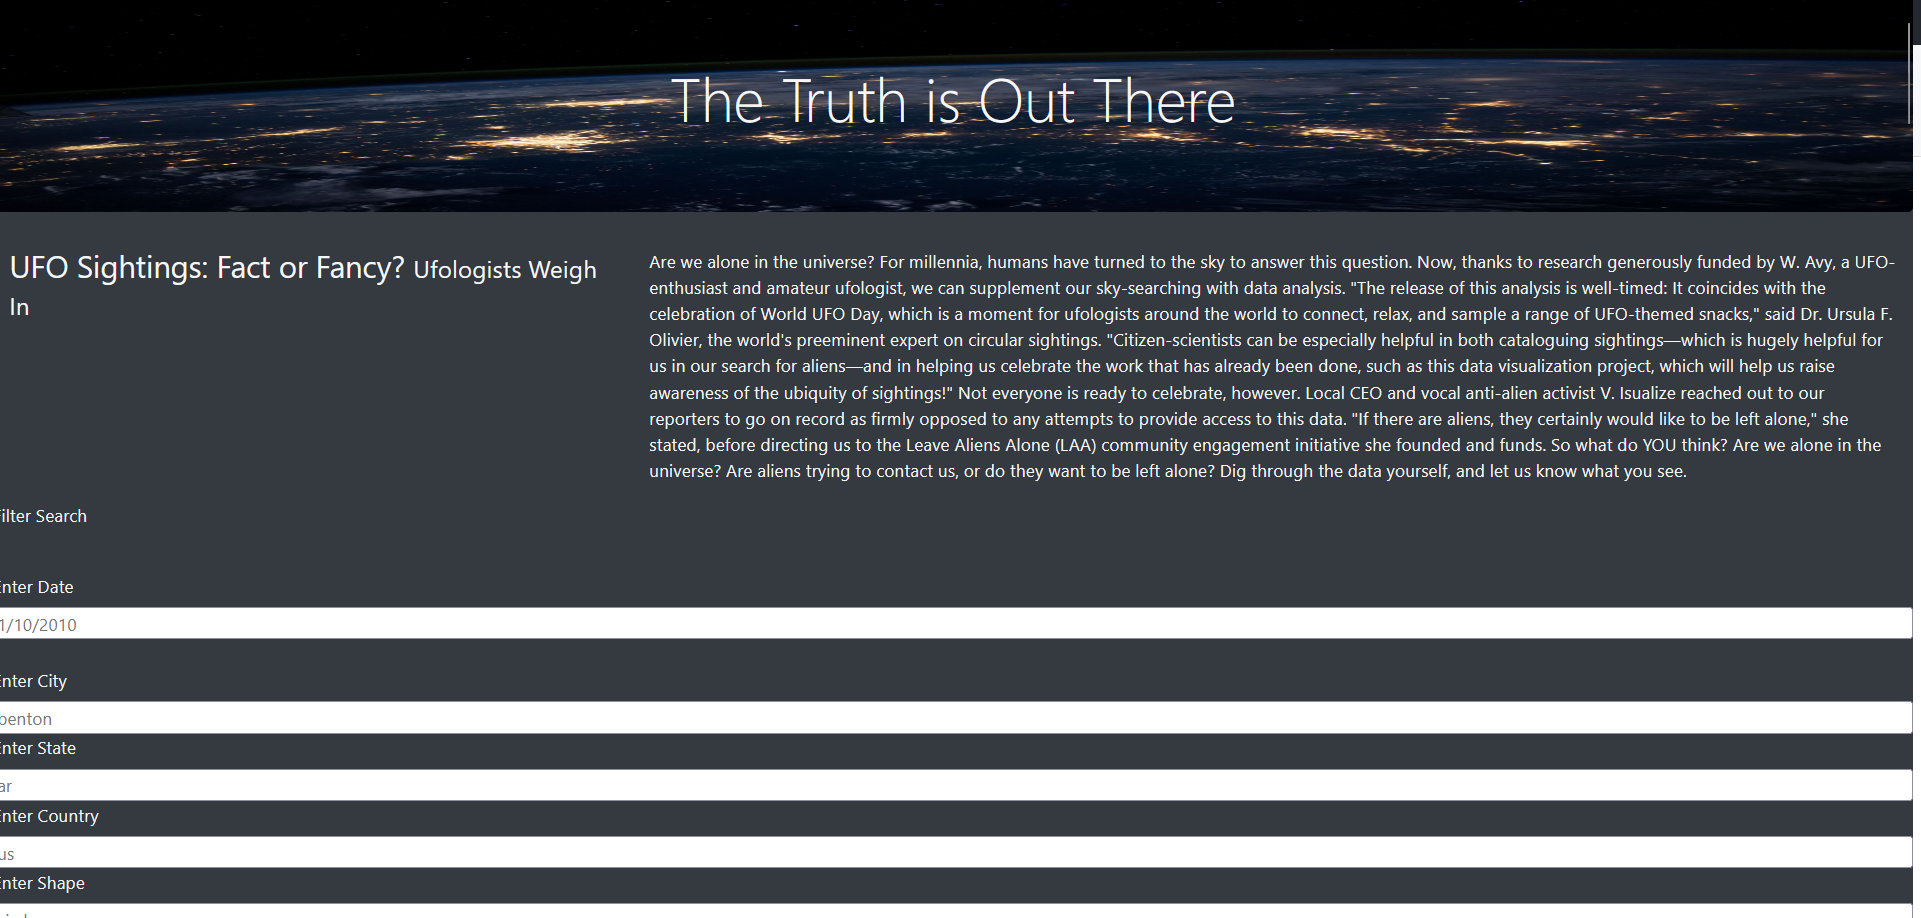 The Truth is Out There
UFO Sightings: Fact or Fancy? Ufologists Weigh
In
Are we alone in the universe? For millennia, humans have turned to the sky to answer this question. Now, thanks to research generously funded by W. Avy, a UFO-
enthusiast and amateur ufologist, we can supplement our sky-searching with data analysis. "The release of this analysis is well-timed: It coincides with the
celebration of World UFO Day, which is a moment for ufologists around the world to connect, relax, and sample a range of UFO-themed snacks," said Dr. Ursula F.
Olivier, the world's preeminent expert on circular sightings. "Citizen-scientists can be especially helpful in both cataloguing sightings—which is hugely helpful for
us in our search for aliens—and in helping us celebrate the work that has already been done, such as this data visualization project, which will help us raise
awareness of the ubiquity of sightings!" Not everyone is ready to celebrate, however. Local CEO and vocal anti-alien activist V. Isualize reached out to our
reporters to go on record as firmly opposed to any attempts to provide access to this data. "If there are aliens, they certainly would like to be left alone," she
stated, before directing us to the Leave Aliens Alone (LAA) community engagement initiative she founded and funds. So what do YOU think? Are we alone in the
universe? Are aliens trying to contact us, or do they want to be left alone? Dig through the data yourself, and let us know what you see.
ilter Search
Enter Date
1/10/2010
Enter City
benton
Enter State
ar
Enter Country
us
Enter Shape